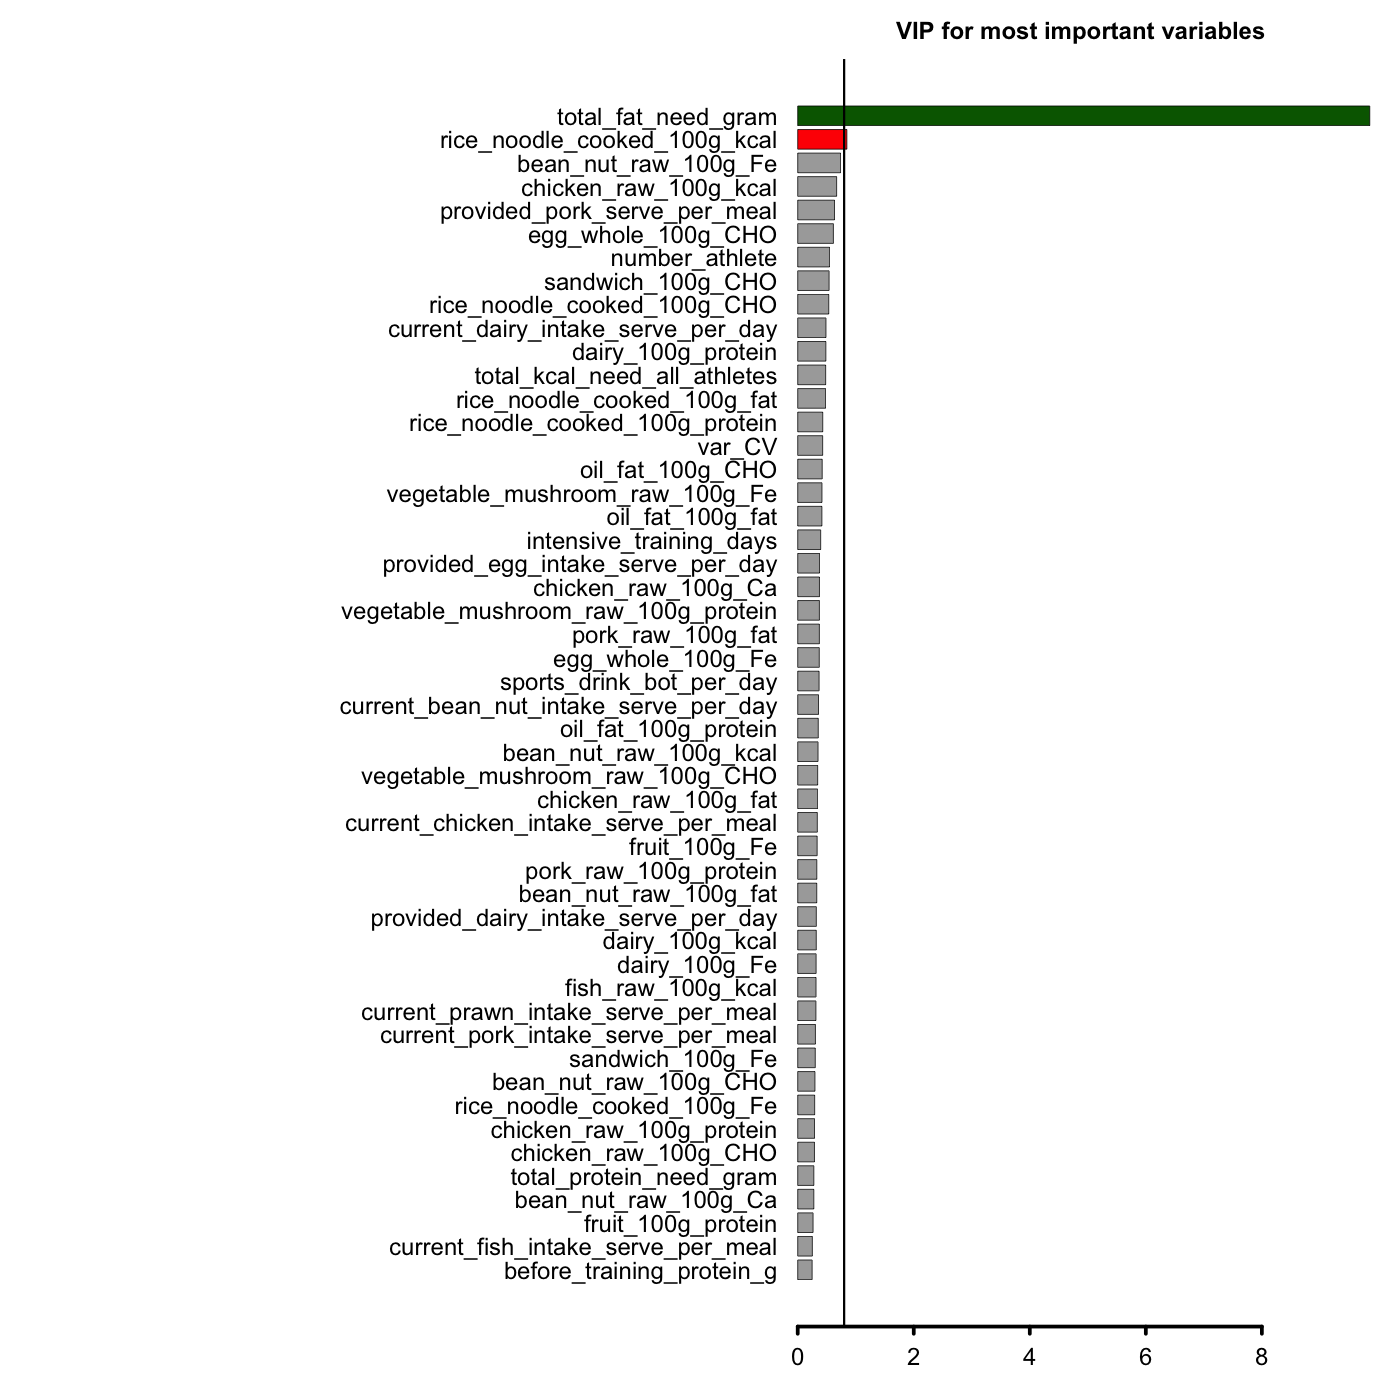 VIP for most important variables
total_fat_need_gram
rice_noodle_cooked_100g_kcal
bean_nut_raw_100g_Fe
chicken_raw_100g_kcal
provided_pork_serve_per_meal
egg_whole_100g_CHO
number_athlete
sandwich_100g_CHO
rice_noodle_cooked_100g_CHO
current_dairy_intake_serve_per_day
dairy_100g_protein
total_kcal_need_all_athletes
rice_noodle_cooked_100g_fat
rice_noodle_cooked_100g_protein
var_CV
oil_fat_100g_CHO
vegetable_mushroom_raw_100g_Fe
oil_fat_100g_fat
intensive_training_days
provided_egg_intake_serve_per_day
chicken_raw_100g_Ca
vegetable_mushroom_raw_100g_protein
pork_raw_100g_fat
egg_whole_100g_Fe
sports_drink_bot_per_day
current_bean_nut_intake_serve_per_day
oil_fat_100g_protein
bean_nut_raw_100g_kcal
vegetable_mushroom_raw_100g_CHO
chicken_raw_100g_fat
current_chicken_intake_serve_per_meal
fruit_100g_Fe
pork_raw_100g_protein
bean_nut_raw_100g_fat
provided_dairy_intake_serve_per_day
dairy_100g_kcal
dairy_100g_Fe
fish_raw_100g_kcal
current_prawn_intake_serve_per_meal
current_pork_intake_serve_per_meal
sandwich_100g_Fe
bean_nut_raw_100g_CHO
rice_noodle_cooked_100g_Fe
chicken_raw_100g_protein
chicken_raw_100g_CHO
total_protein_need_gram
bean_nut_raw_100g_Ca
fruit_100g_protein
current_fish_intake_serve_per_meal
before_training_protein_g
0 2 4 6 8